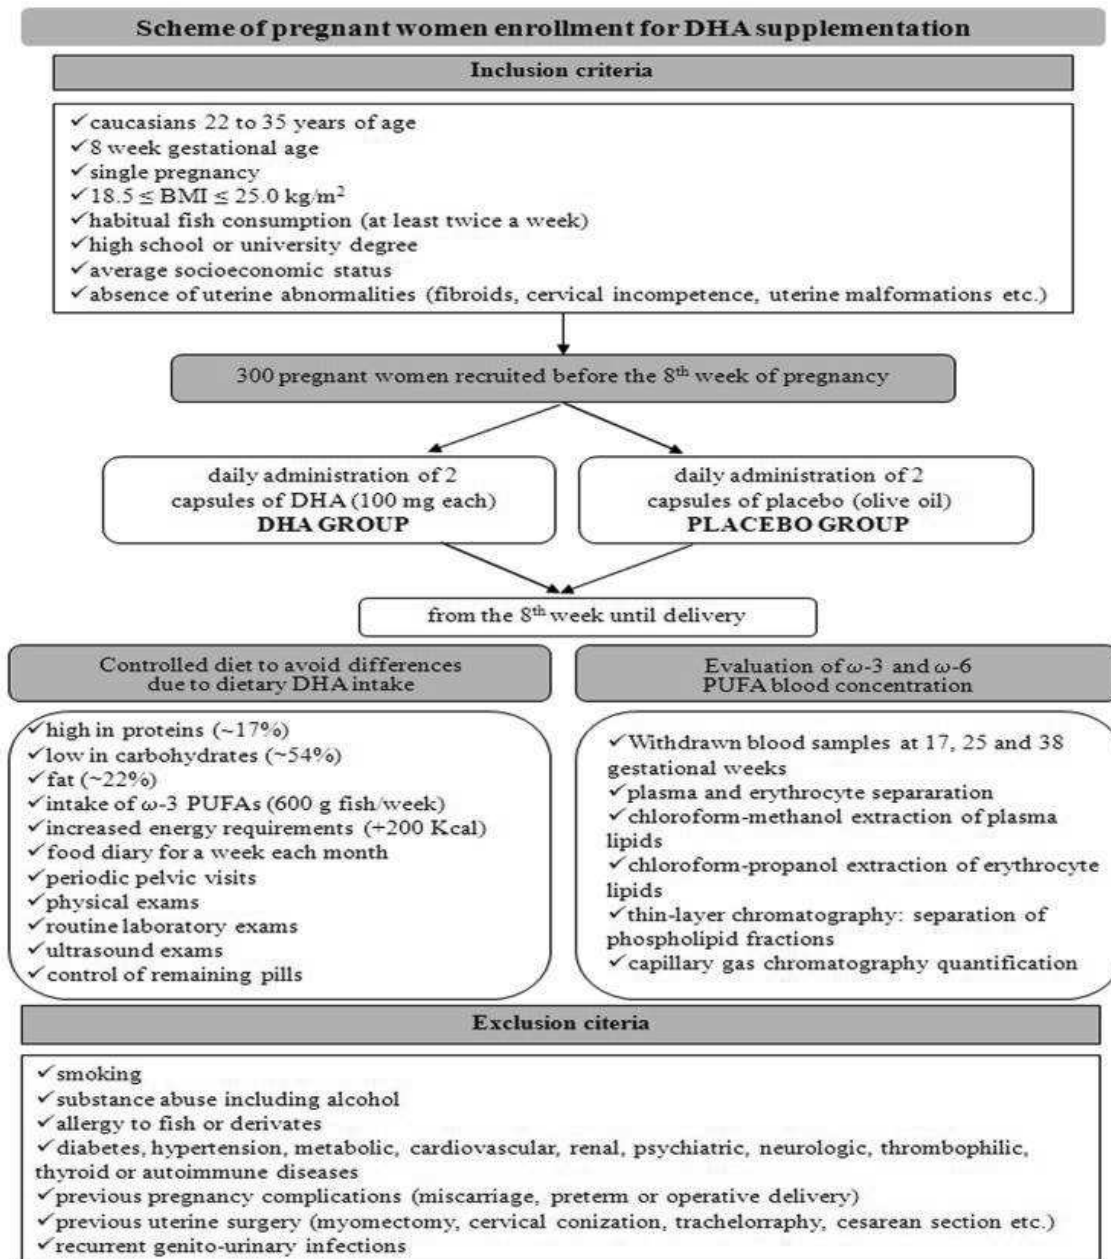 Scheme of pregnant women enrollment for DHA supplementation
Inclusion criteria
✓caucasians 22 to 35 years of age
✓8 week gestational age
✓single pregnancy
✓18.5 ≤ BMI ≤ 25.0 kg/m²
✓habitual fish consumption (at least twice a week)
✓high school or university degree
✓average socioeconomic status
✓absence of uterine abnormalities (fibroids, cervical incompetence, uterine malformations etc.)
300 pregnant women recruited before the 8th week of pregnancy
daily administration of 2
capsules of DHA (100 mg each)
DHA GROUP
daily administration of 2
capsules of placebo (olive oil)
PLACEBO GROUP
from the 8th week until delivery
Controlled diet to avoid differences
due to dietary DHA intake
✓high in proteins (~17%)
✓low in carbohydrates (~54%)
✓fat (~22%)
✓intake of ω-3 PUFAs (600 g fish/week)
✓increased energy requirements (+200 Kcal)
✓food diary for a week each month
✓periodic pelvic visits
✓physical exams
✓routine laboratory exams
✓ultrasound exams
✓control of remaining pills
Evaluation of ω-3 and ω-6
PUFA blood concentration
✓Withdrawn blood samples at 17, 25 and 38
gestational weeks
✓plasma and erythrocyte separaration
✓chloroform-methanol extraction of plasma
lipids
✓chloroform-propanol extraction of erythrocyte
lipids
✓thin-layer chromatography: separation of
phospholipid fractions
✓capillary gas chromatography quantification
Exclusion citeria
✓smoking
✓substance abuse including alcohol
✓allergy to fish or derivates
✓diabetes, hypertension, metabolic, cardiovascular, renal, psychiatric, neurologic, thrombophilic,
thyroid or autoimmune diseases
✓previous pregnancy complications (miscarriage, preterm or operative delivery)
✓previous uterine surgery (myomectomy, cervical conization, trachelorraphy, cesarean section etc.)
✓recurrent genito-urinary infections